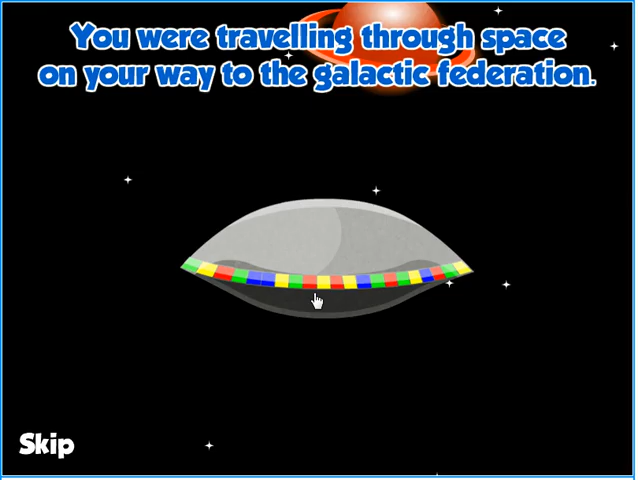 You were travelling through space
on your way to the galactic federation.
Skip